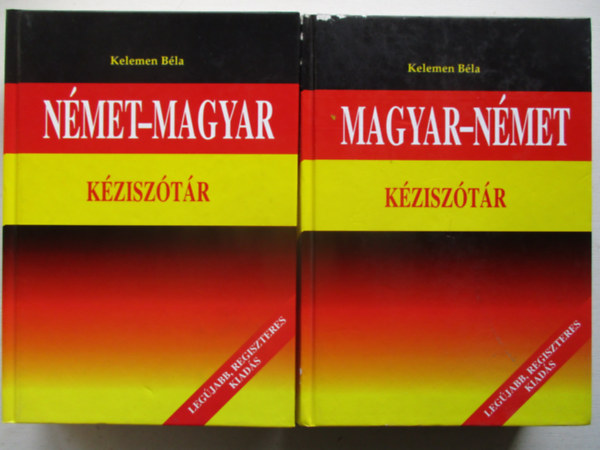 Kelemen Béla
NÉMET–MAGYAR
KÉZISZÓTÁR
LEGÚJABB, REGISZTERES
KIADÁS
Kelemen Béla
MAGYAR–NÉMET
KÉZISZÓTÁR
LEGÚJABB, REGISZTERES
KIADÁS